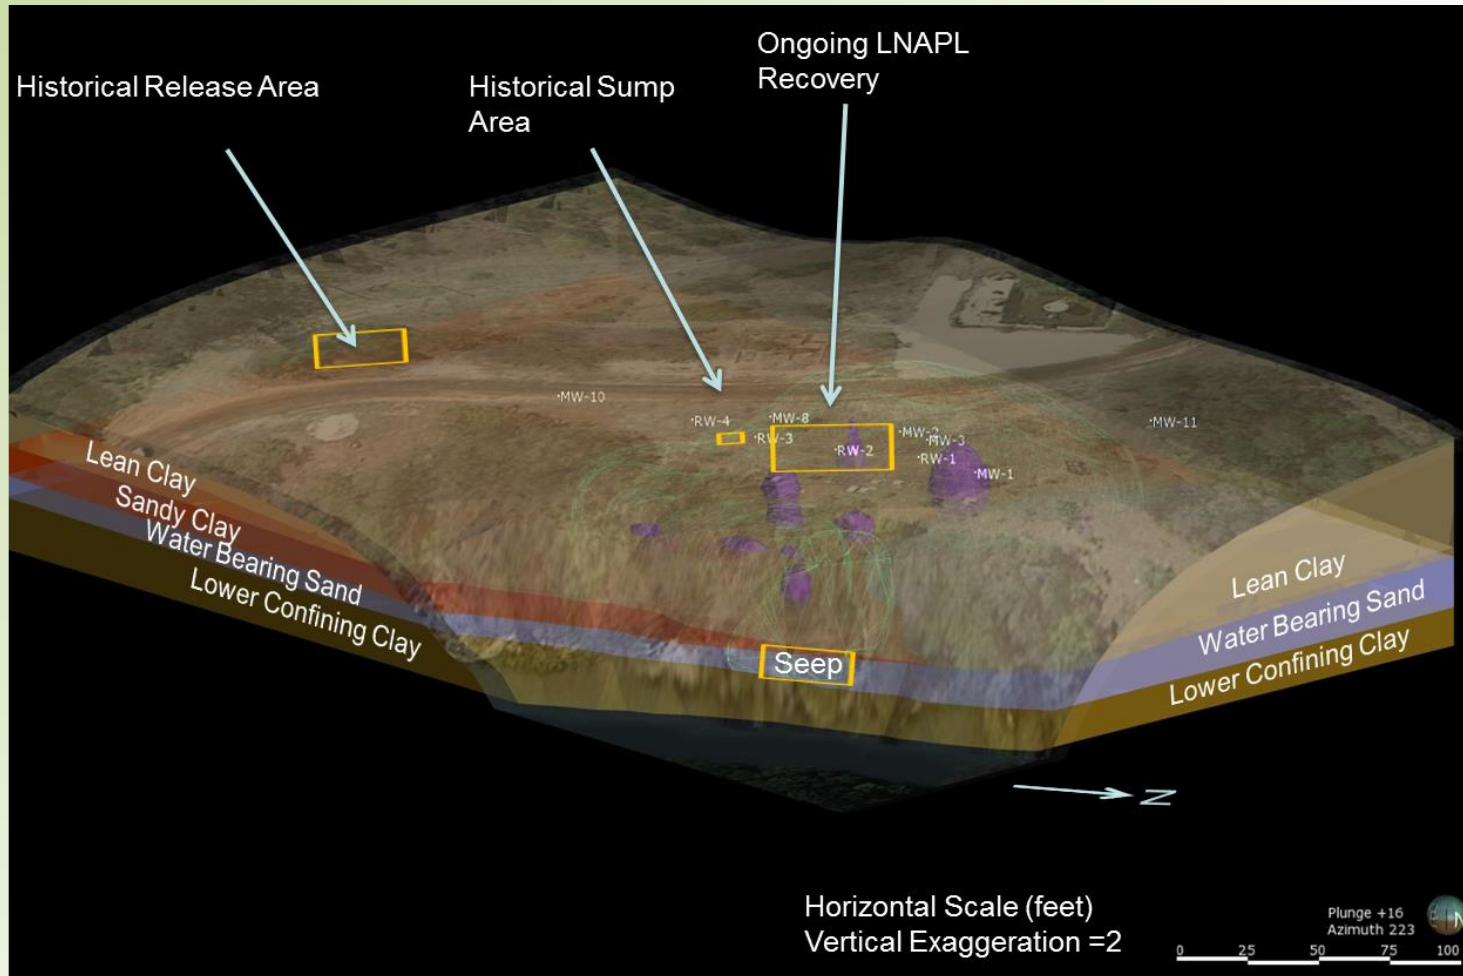 Ongoing LNAPL
Recovery
Historical Release Area
Historical Sump
Area
MW-10
RW-4
MW-8
MW-2
MW-11
RW-3
MW-3
RW-2
RW-1
MW-1
Lean Clay
Sandy Clay
Water Bearing Sand
Lower Confining Clay
Lean Clay
Water Bearing Sand
Lower Confining Clay
Seep
N
Horizontal Scale (feet)
Vertical Exaggeration =2
Plunge +16
Azimuth 223
N
0 25 50 75 100